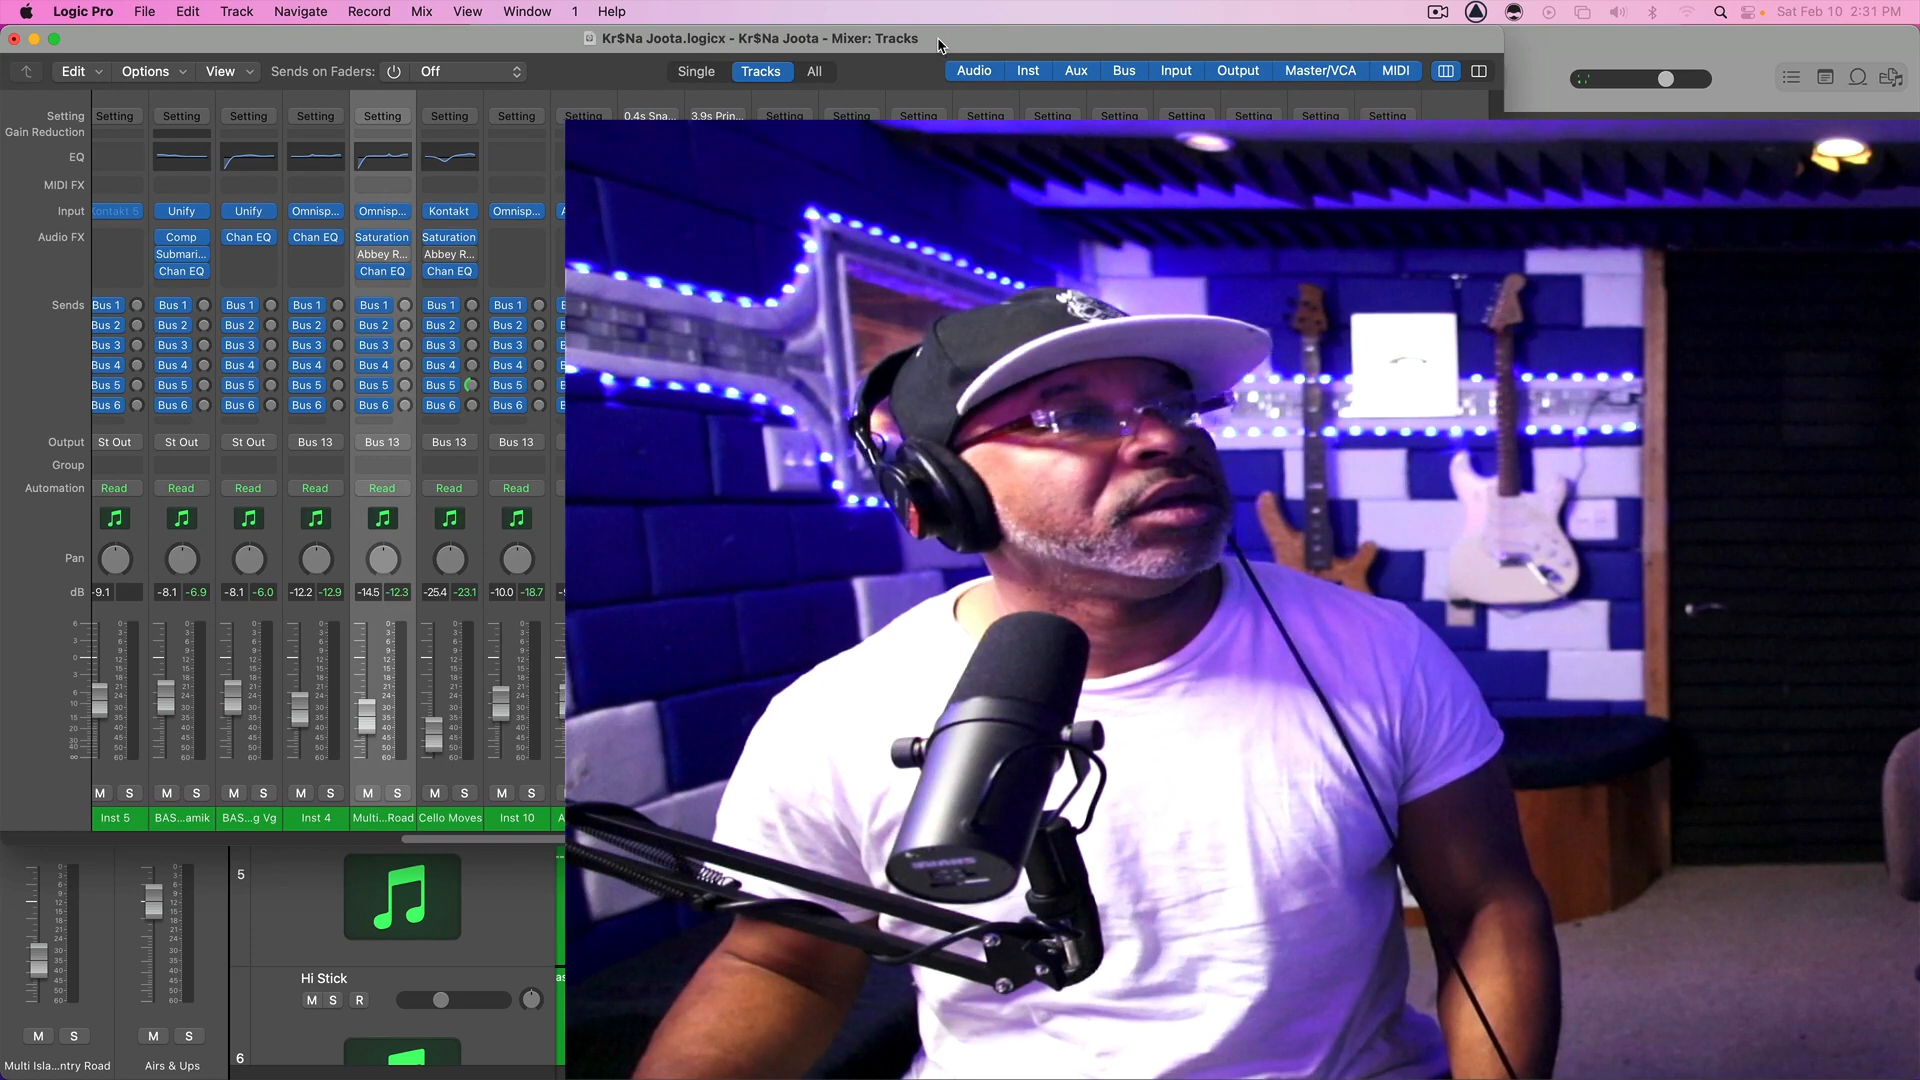 Logic Pro File Edit Track Navigate Record Mix View Window 1 Help Sat Feb 10 2:31 PM
Kr$Na Joota.logicx - Kr$Na Joota - Mixer: Tracks
Edit Options View Sends on Faders: Off Single Tracks All Audio Inst Aux Bus Input Output Master/VCA MIDI
Setting Setting Setting Setting Setting Setting Setting Setting Setting 0.4s Sna... 3.9s Prin... Setting Setting Setting Setting Setting Setting Setting Setting Setting Setting
Gain Reduction
EQ
MIDI FX
Input Kontakt 5 Unify Unify Omnisp... Omnisp... Kontakt Omnisp...
Audio FX Comp Chan EQ Chan EQ Saturation Saturation
Submari... Abbey R... Abbey R...
Chan EQ Chan EQ Chan EQ
Sends Bus 1 Bus 1 Bus 1 Bus 1 Bus 1 Bus 1 Bus 1
Bus 2 Bus 2 Bus 2 Bus 2 Bus 2 Bus 2 Bus 2
Bus 3 Bus 3 Bus 3 Bus 3 Bus 3 Bus 3 Bus 3
Bus 4 Bus 4 Bus 4 Bus 4 Bus 4 Bus 4 Bus 4
Bus 5 Bus 5 Bus 5 Bus 5 Bus 5 Bus 5 Bus 5
Bus 6 Bus 6 Bus 6 Bus 6 Bus 6 Bus 6 Bus 6
Output St Out St Out St Out Bus 13 Bus 13 Bus 13 Bus 13
Group
Automation Read Read Read Read Read Read Read
Pan
dB -9.1 -8.1 -6.9 -8.1 -6.0 -12.2 -12.9 -14.5 -12.3 -25.4 -23.1 -10.0 -18.7
M S M S M S M S M S M S M S
Inst 5 BAS...amik BAS...g Vg Inst 4 Multi...Road Cello Moves Inst 10
5
Hi Stick
M S R
M S M S
6
Multi Isla...ntry Road Airs & Ups